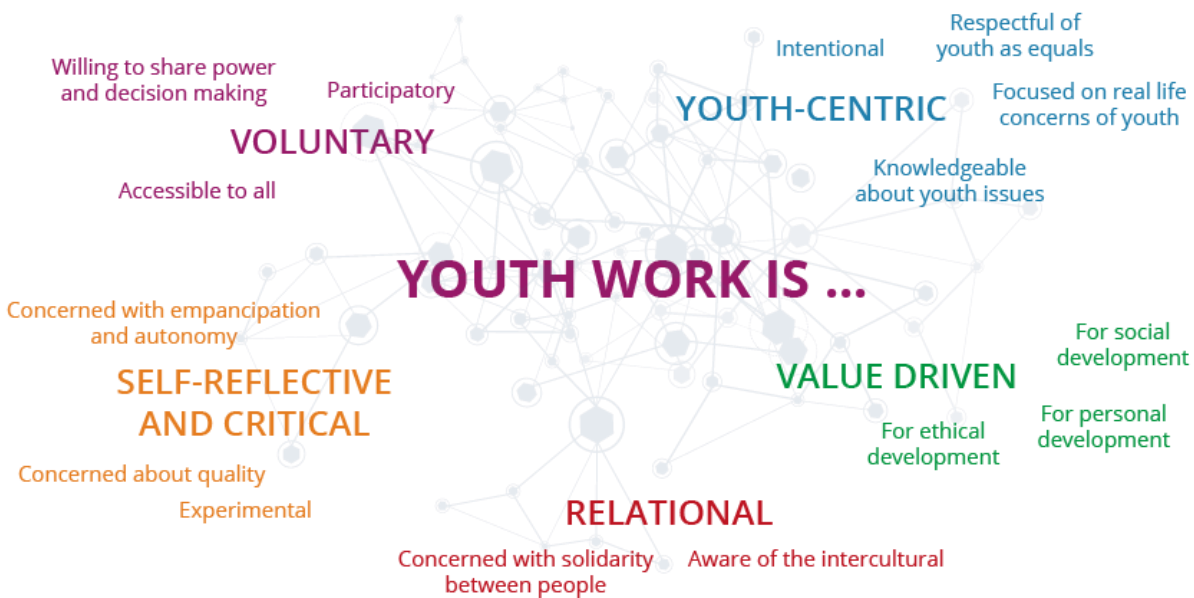 Willing to share power
and decision making
Participatory
VOLUNTARY
Accessible to all
Intentional
Respectful of
youth as equals
YOUTH-CENTRIC
Focused on real life
concerns of youth
Knowledgeable
about youth issues
YOUTH WORK IS ...
Concerned with empancipation
and autonomy
SELF-REFLECTIVE
AND CRITICAL
Concerned about quality
Experimental
For social
development
VALUE DRIVEN
For ethical
development
For personal
development
RELATIONAL
Concerned with solidarity
between people
Aware of the intercultural